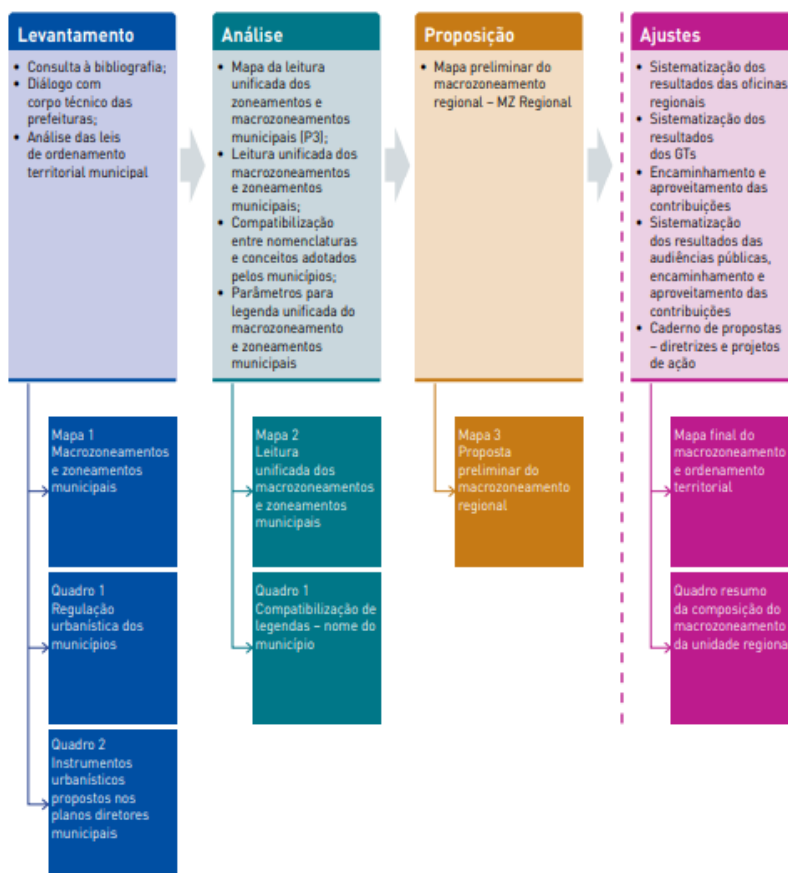 Levantamento
• Consulta à bibliografia;
• Diálogo com
corpo técnico das
prefeituras;
• Análise das leis
de ordenamento
territorial municipal
Mapa 1
Macrozoneamentos
e zoneamentos
municipais
Quadro 1
Regulação
urbanística dos
municípios
Quadro 2
Instrumentos
urbanísticos
propostos nos
planos diretores
municipais
Análise
• Mapa da leitura
unificada dos
zoneamentos e
macrozoneamentos
municipais (P3);
• Leitura unificada dos
macrozoneamentos
e zoneamentos
municipais;
• Compatibilização
entre nomenclaturas
e conceitos adotados
pelos municípios;
• Parâmetros para
legenda unificada do
macrozoneamento
e zoneamentos
municipais
Mapa 2
Leitura
unificada dos
macrozoneamentos
e zoneamentos
municipais
Quadro 1
Compatibilização de
legendas – nome do
município
Proposição
• Mapa preliminar do
macrozoneamento
regional – MZ Regional
Mapa 3
Proposta
preliminar do
macrozoneamento
regional
Ajustes
• Sistematização dos
resultados das oficinas
regionais
• Sistematização dos
resultados
dos GTs
• Encaminhamento e
aproveitamento das
contribuições
• Sistematização
dos resultados das
audiências públicas,
encaminhamento e
aproveitamento das
contribuições
• Caderno de propostas
– diretrizes e projetos
de ação
Mapa final do
macrozoneamento
e ordenamento
territorial
Quadro resumo
da composição do
macrozoneamento
da unidade regional